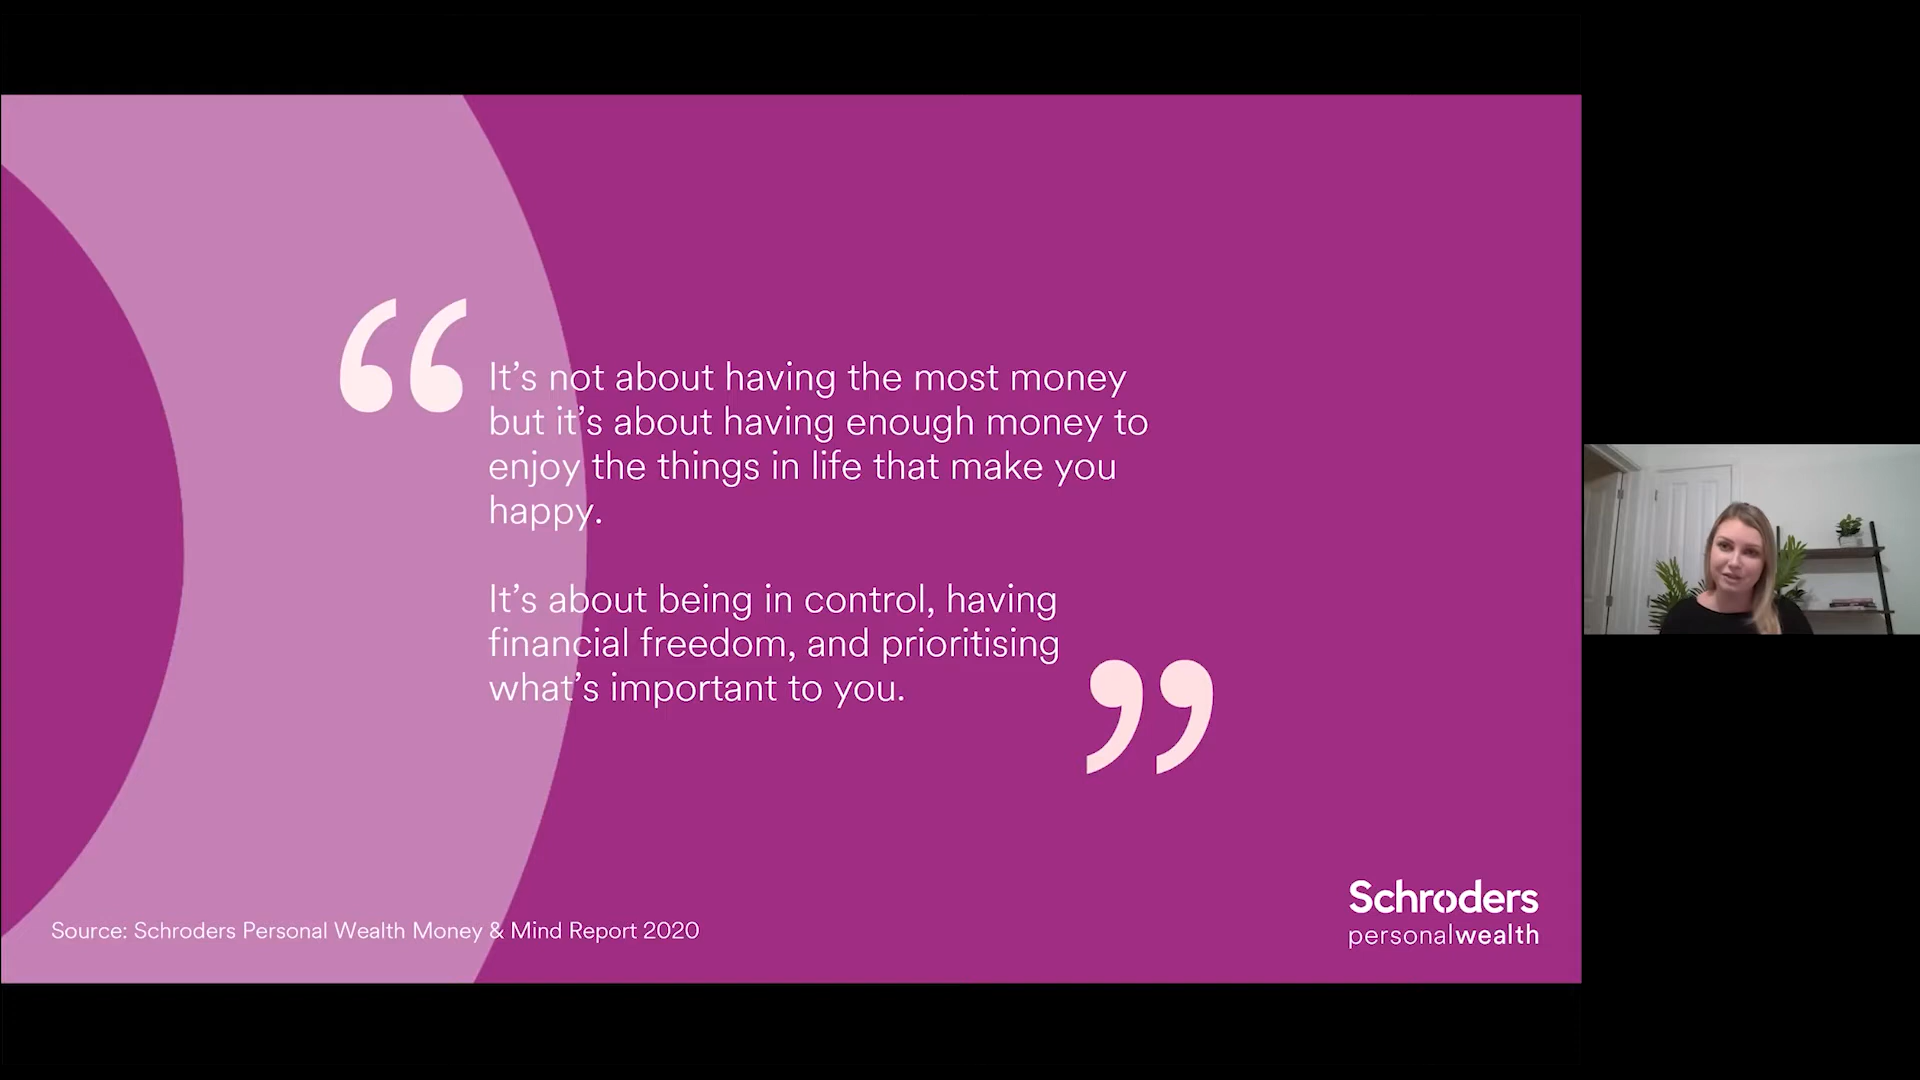 “
It’s not about having the most money
but it’s about having enough money to
enjoy the things in life that make you
happy.
It’s about being in control, having
financial freedom, and prioritising
what’s important to you.
”
Source: Schroders Personal Wealth Money & Mind Report 2020
Schroders
personalwealth